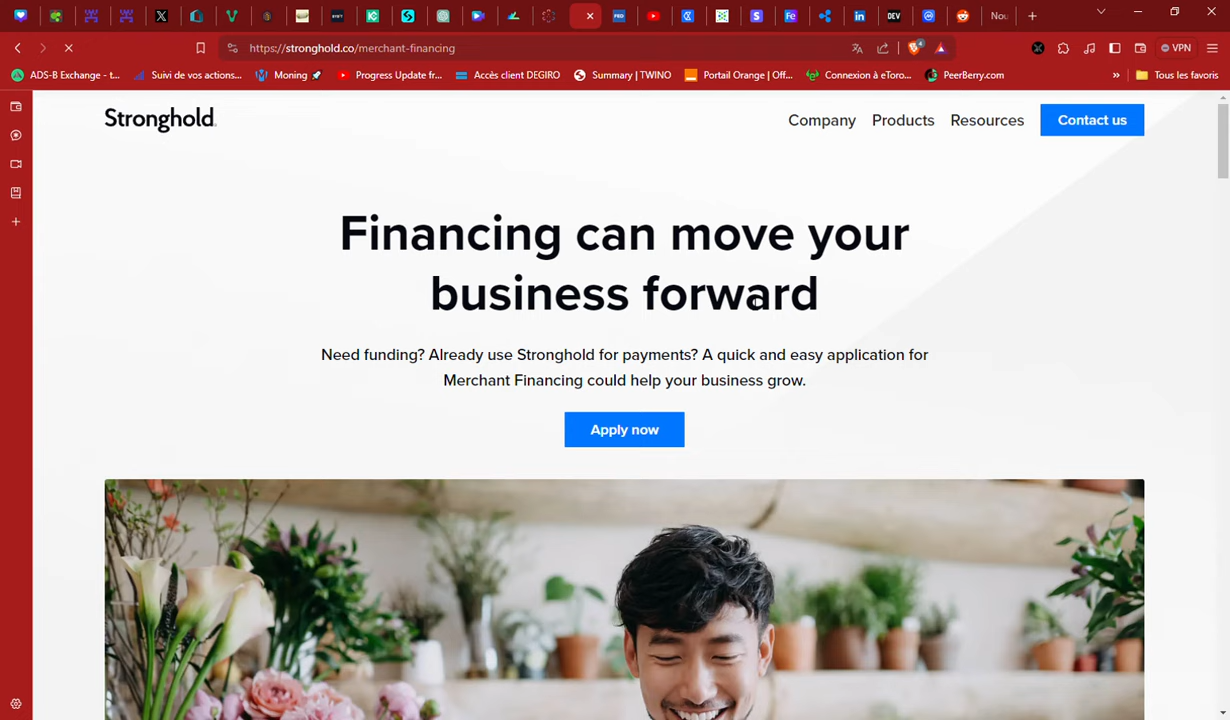 https://stronghold.co/merchant-financing
VPN
ADS-B Exchange - t...
Suivi de vos actions...
Moning
Progress Update fr...
Accès client DEGIRO
Summary | TWINO
Portail Orange | Off...
Connexion à eToro...
PeerBerry.com
»
Tous les favoris
Nou
DEV
Fe
Stronghold
Company
Products
Resources
Contact us
Financing can move your
business forward
Need funding? Already use Stronghold for payments? A quick and easy application for
Merchant Financing could help your business grow.
Apply now